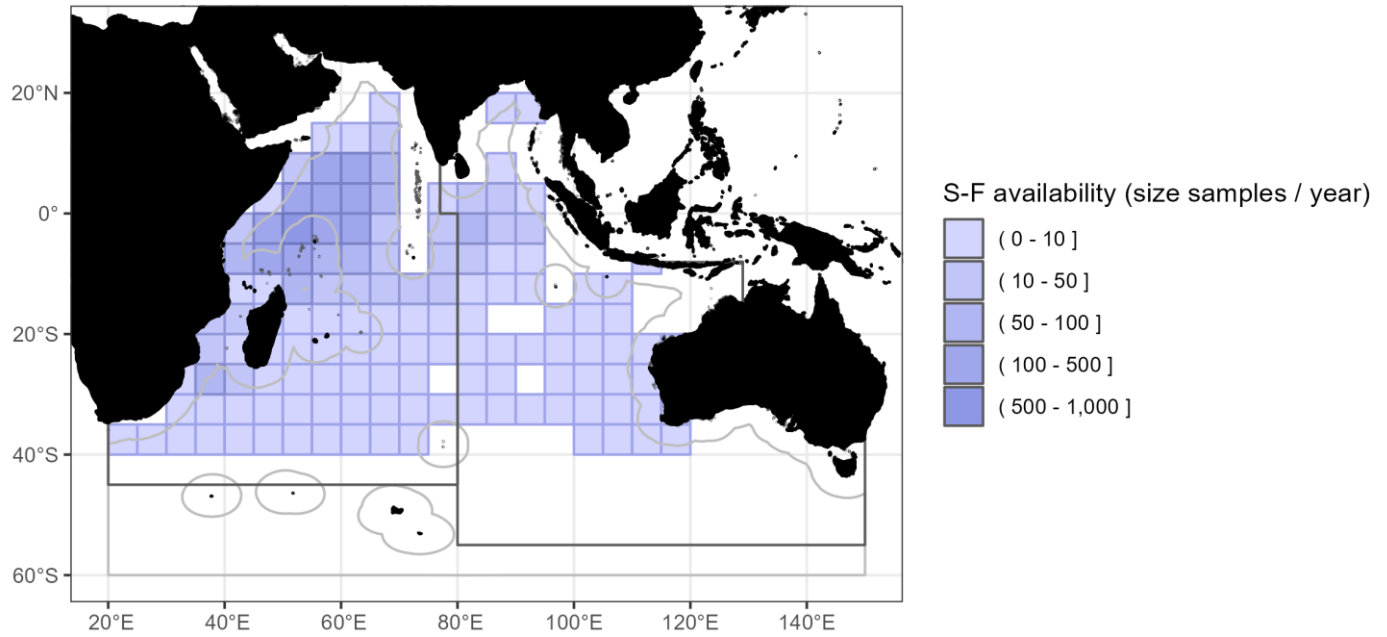 20°N
0°
20°S
40°S
60°S
20°E 40°E 60°E 80°E 100°E 120°E 140°E
S-F availability (size samples / year)
( 0 - 10 ]
( 10 - 50 ]
( 50 - 100 ]
( 100 - 500 ]
( 500 - 1,000 ]